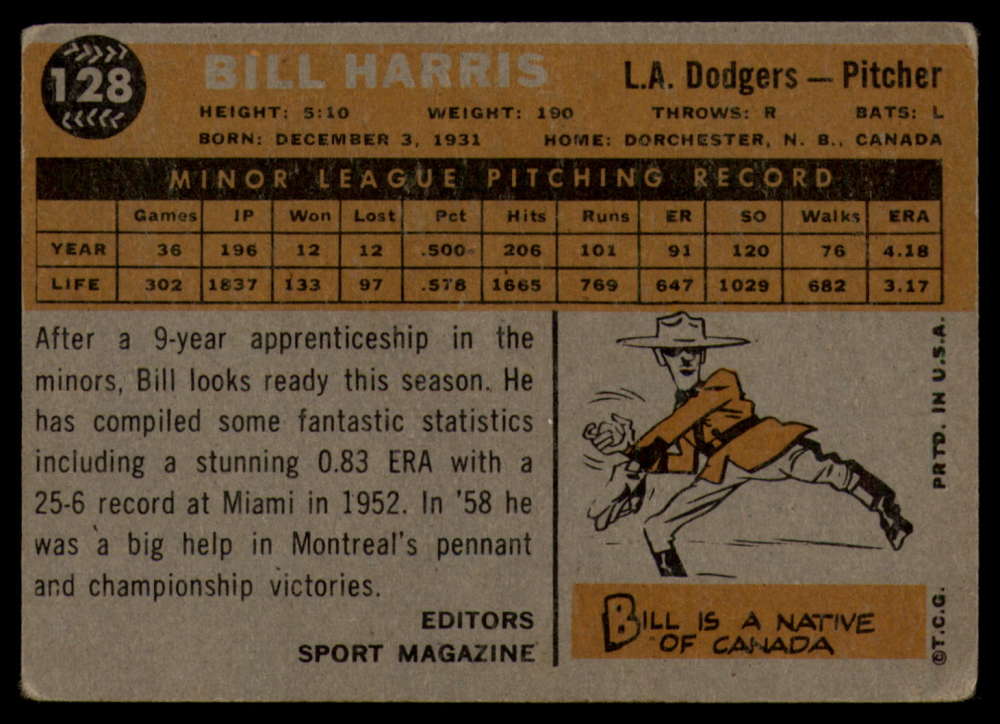 128
BILL HARRIS
L.A. Dodgers — Pitcher
HEIGHT: 5:10 WEIGHT: 190 THROWS: R BATS: L
BORN: DECEMBER 3, 1931 HOME: DORCHESTER, N. B., CANADA
MINOR LEAGUE PITCHING RECORD
Games IP Won Lost Pct Hits Runs ER SO Walks ERA
YEAR 36 196 12 12 .500 206 101 91 120 76 4.18
LIFE 302 1837 133 97 .578 1665 769 647 1029 682 3.17
After a 9-year apprenticeship in the
minors, Bill looks ready this season. He
has compiled some fantastic statistics
including a stunning 0.83 ERA with a
25-6 record at Miami in 1952. In '58 he
was a big help in Montreal's pennant
and championship victories.
EDITORS
SPORT MAGAZINE
BILL IS A NATIVE
OF CANADA
©T.C.G. PRTD. IN U.S.A.